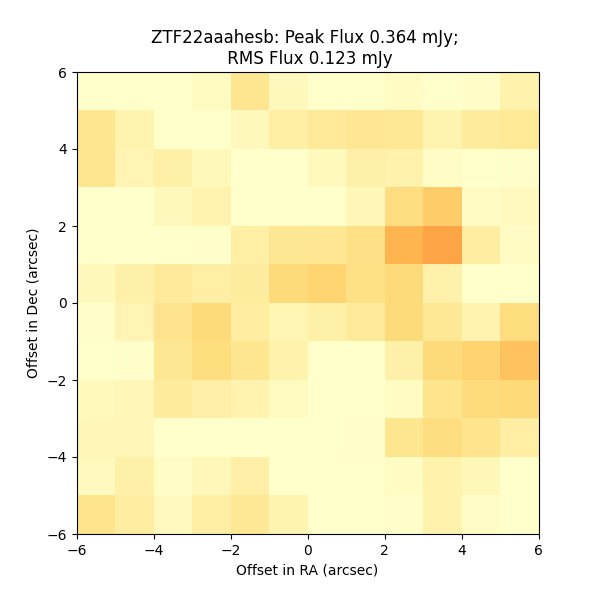 ZTF22aaahesb: Peak Flux 0.364 mJy;
RMS Flux 0.123 mJy
6
4
2
0
−2
−4
−6
Offset in Dec (arcsec)
−6 −4 −2 0 2 4 6
Offset in RA (arcsec)